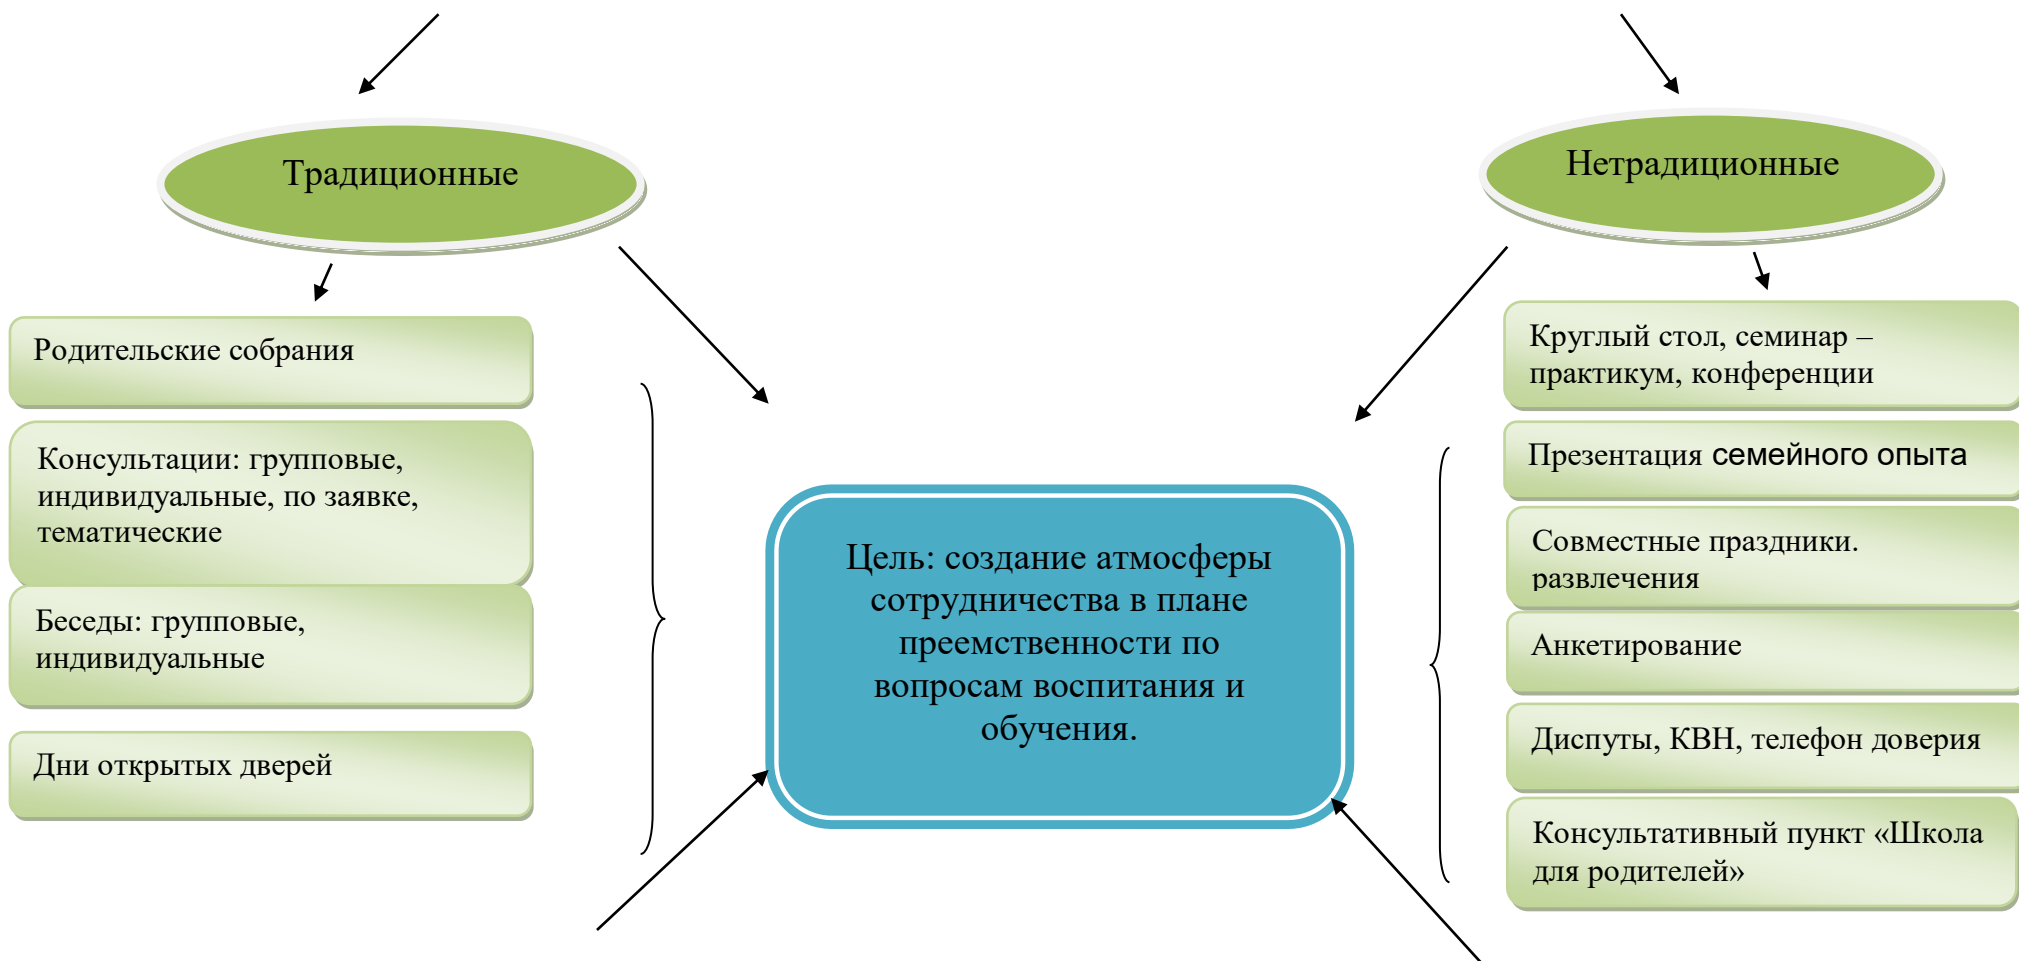 Традиционные
Нетрадиционные
Родительские собрания
Консультации: групповые,
индивидуальные, по заявке,
тематические
Беседы: групповые,
индивидуальные
Дни открытых дверей
Цель: создание атмосферы
сотрудничества в плане
преемственности по
вопросам воспитания и
обучения.
Круглый стол, семинар –
практикум, конференции
Презентация семейного опыта
Совместные праздники.
развлечения
Анкетирование
Диспуты, КВН, телефон доверия
Консультативный пункт «Школа
для родителей»